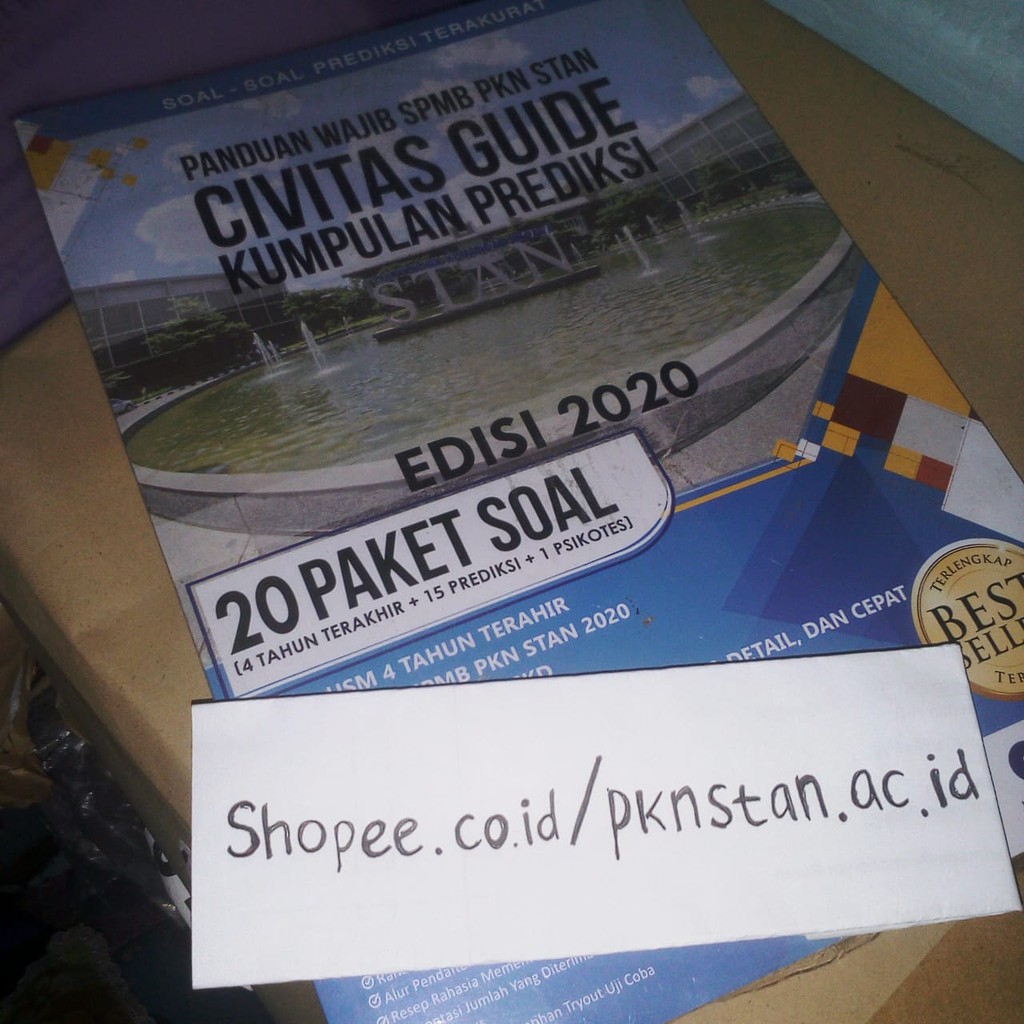 SOAL - SOAL PREDIKSI TERAKURAT
PANDUAN WAJIB SPMB PKN STAN
CIVITAS GUIDE
KUMPULAN PREDIKSI
STAN
EDISI 2020
20 PAKET SOAL
(4 TAHUN TERAKHIR + 15 PREDIKSI + 1 PSIKOTES)
USM 4 TAHUN TERAHIR
SPMB PKN STAN 2020
DETAIL, DAN CEPAT
TERLENGKAP
BEST
SELLE
TER
Shopee.co.id/pknstan.ac.id
Alur Pendaft
Resep Rahasia Meme
tasi Jumlah Yang Diterim
Tryout Uji Coba